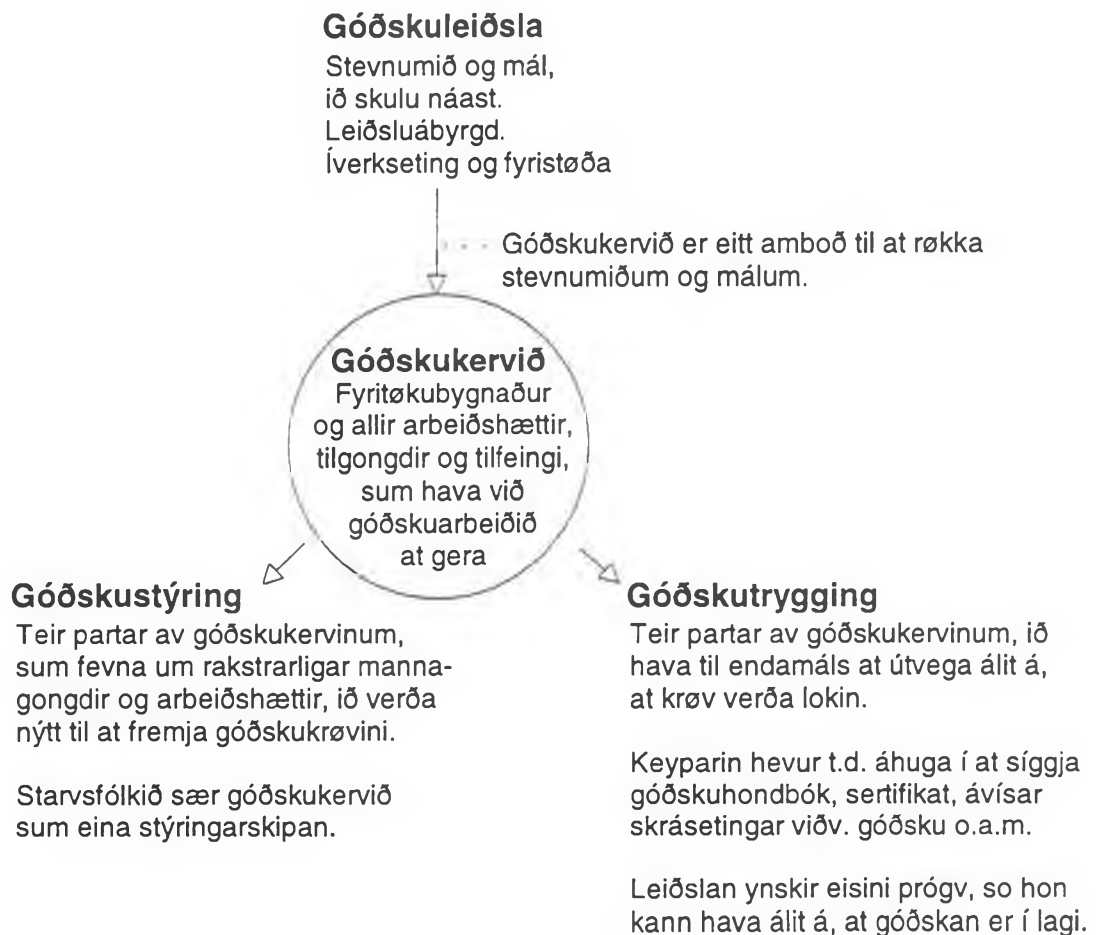 Góðskuleiðsla
Stevnumið og mál,
ið skulu náast.
Leiðsluábyrgd.
Íverkseting og fyristøða
Góðskukervið er eitt amboð til at røkka
stevnumiðum og málum.
Góðskukervið
Fyritøkubygnaður
og allir arbeiðshættir,
tilgongdir og tilfeingi,
sum hava við
góðskuarbeiðið
at gera
Góðskustýring
Teir partar av góðskukervinum,
sum fevna um rakstrarligar manna-
gongdir og arbeiðshættir, ið verða
nýtt til at fremja góðskukrøvini.
Starvsfólkið sær góðskukervið
sum eina stýringarskipan.
Góðskutrygging
Teir partar av góðskukervinum, ið
hava til endamáls at útvega álit á,
at krøv verða lokin.
Keyparin hevur t.d. áhuga í at síggja
góðskuhondbók, sertifikat, ávísar
skrásetingar viðv. góðsku o.a.m.
Leiðslan ynskir eisini prógv, so hon
kann hava álit á, at góðskan er í lagi.